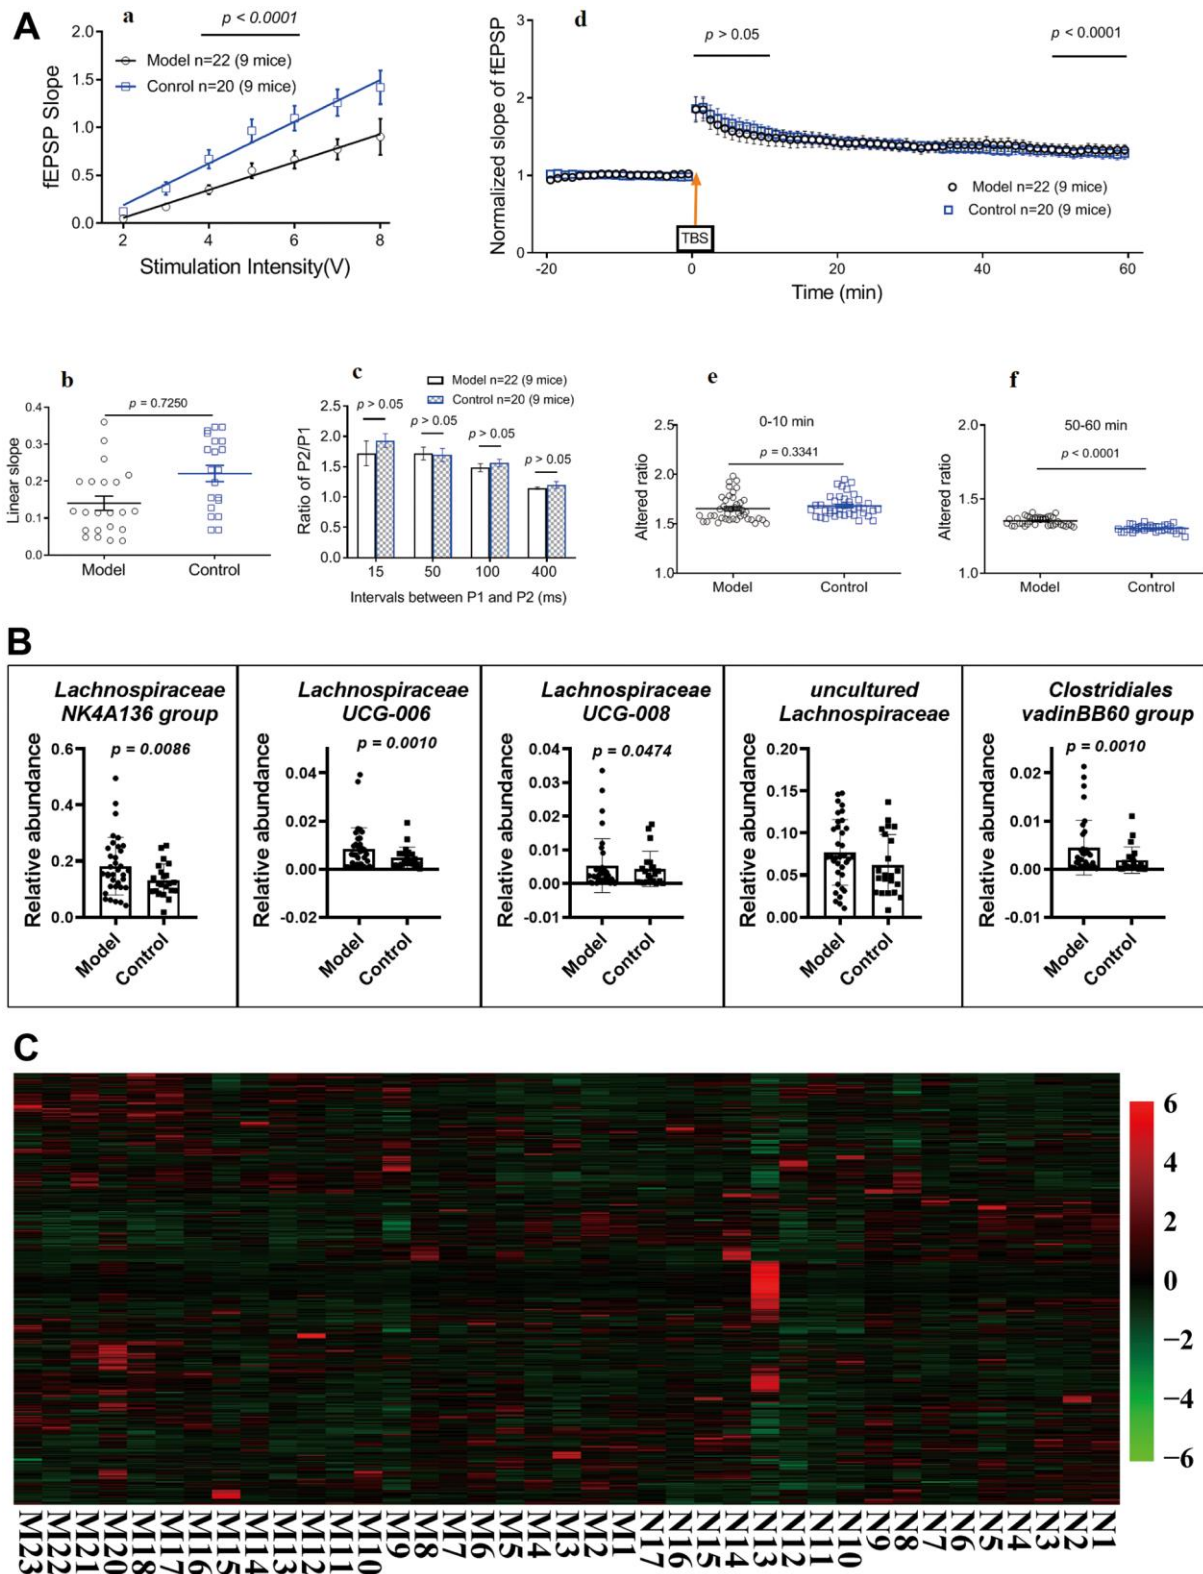 A
a
p < 0.0001
2.0
1.5
1.0
0.5
0.0
fEPSP Slope
Model n=22 (9 mice)
Conrol n=20 (9 mice)
2
4
6
8
Stimulation Intensity(V)
d
p > 0.05
p < 0.0001
3
2
1
0
Normalized slope of fEPSP
Model n=22 (9 mice)
Control n=20 (9 mice)
TBS
-20
0
20
40
60
Time (min)
b
p = 0.7250
0.4
0.3
0.2
0.1
0.0
Linear slope
Model
Control
c
Model n=22 (9 mice)
Control n=20 (9 mice)
p > 0.05
p > 0.05
p > 0.05
p > 0.05
2.5
2.0
1.5
1.0
0.5
0.0
Ratio of P2/P1
15
50
100
400
Intervals between P1 and P2 (ms)
e
0-10 min
p = 0.3341
2.5
2.0
1.5
1.0
Altered ratio
Model
Control
f
50-60 min
p < 0.0001
2.0
1.5
1.0
Altered ratio
Model
Control
B
Lachnospiraceae
NK4A136 group
p = 0.0086
0.6
0.4
0.2
0.0
Relative abundance
Model
Control
Lachnospiraceae
UCG-006
p = 0.0010
0.04
0.02
0.00
-0.02
Relative abundance
Model
Control
Lachnospiraceae
UCG-008
p = 0.0474
0.04
0.03
0.02
0.01
0.00
-0.01
Relative abundance
Model
Control
uncultured
Lachnospiraceae
0.20
0.15
0.10
0.05
0.00
Relative abundance
Model
Control
Clostridiales
vadinBB60 group
p = 0.0010
0.02
0.01
0.00
-0.01
Relative abundance
Model
Control
C
6
4
2
0
−2
−4
−6
M23
M22
M21
M20
M18
M17
M16
M15
M14
M13
M12
M11
M10
M9
M8
M7
M6
M5
M4
M3
M2
M1
N17
N16
N15
N14
N13
N12
N11
N10
N9
N8
N7
N6
N5
N4
N3
N2
N1